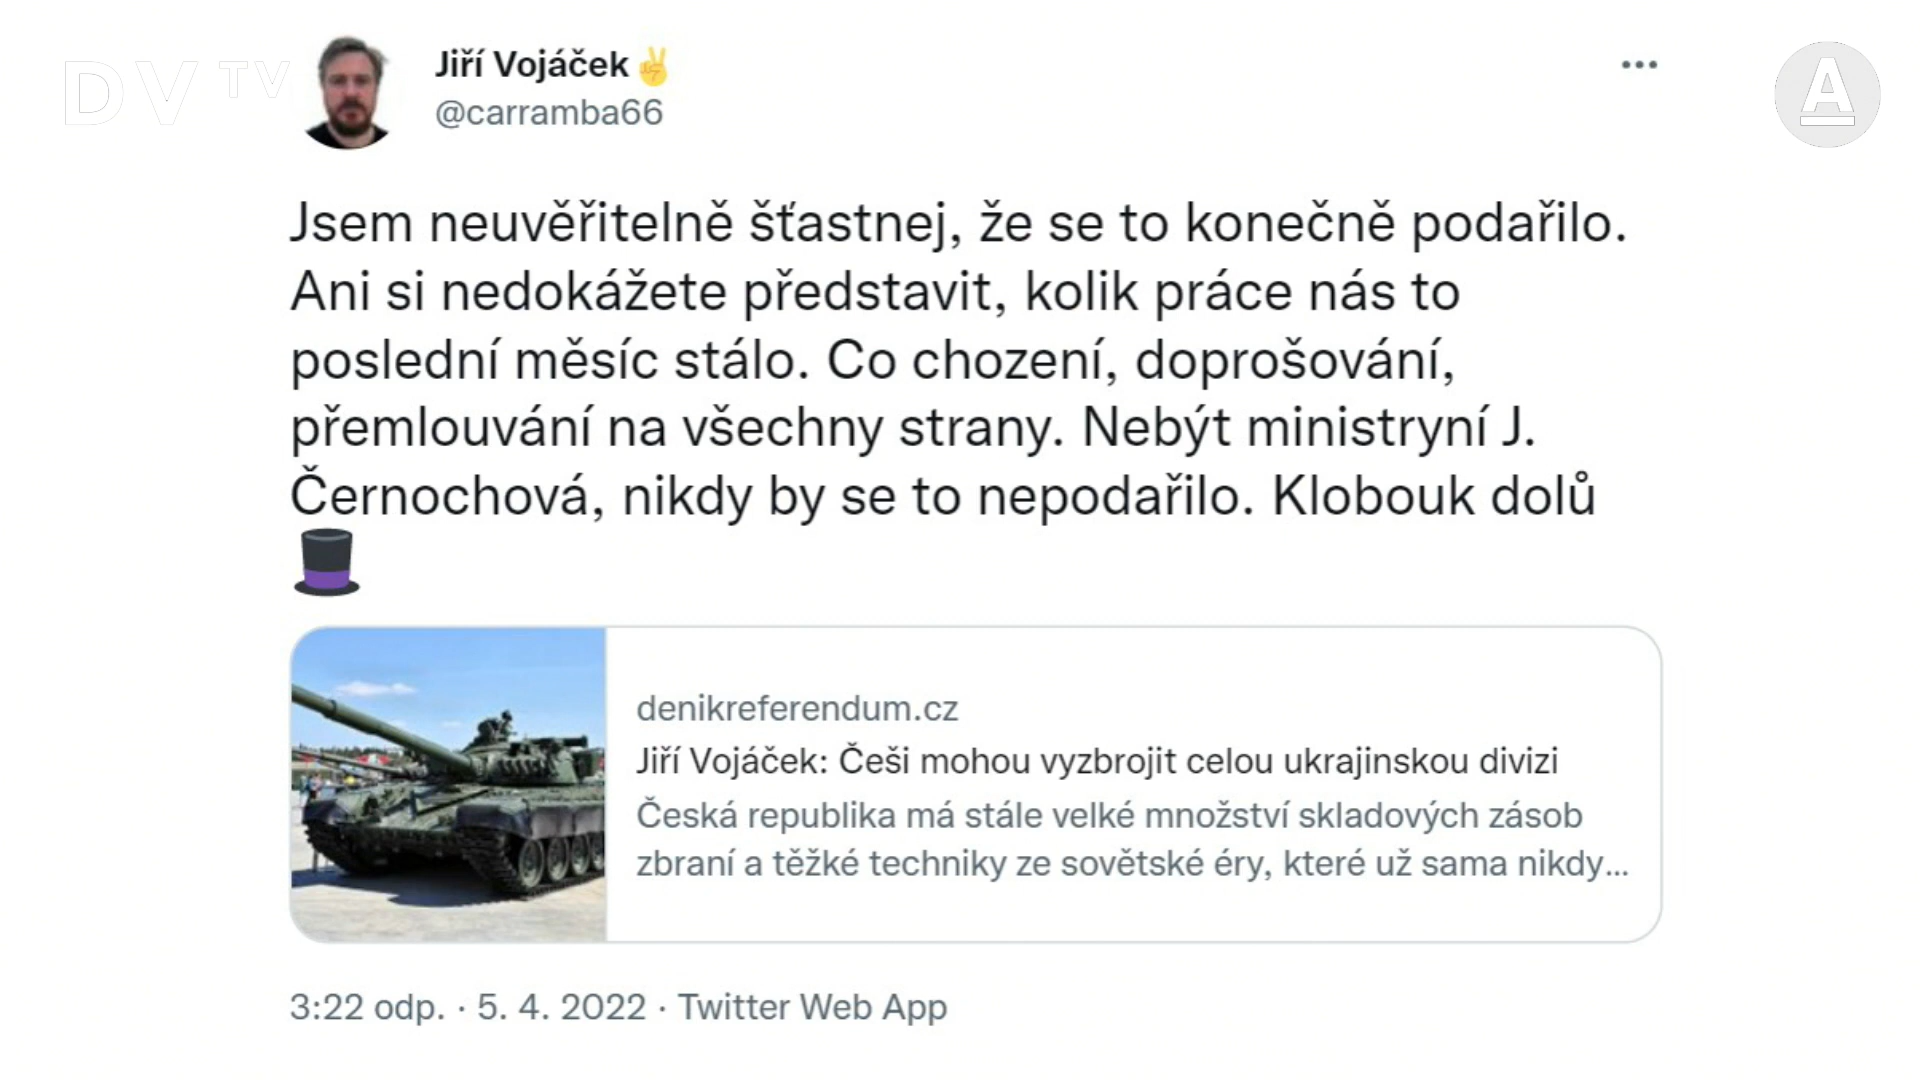 DVTV
Jiří Vojáček✌️
@carramba66
A
Jsem neuvěřitelně šťastnej, že se to konečně podařilo.
Ani si nedokážete představit, kolik práce nás to
poslední měsíc stálo. Co chození, doprošování,
přemlouvání na všechny strany. Nebýt ministryní J.
Černochová, nikdy by se to nepodařilo. Klobouk dolů
🎩
denikreferendum.cz
Jiří Vojáček: Češi mohou vyzbrojit celou ukrajinskou divizi
Česká republika má stále velké množství skladových zásob
zbraní a těžké techniky ze sovětské éry, které už sama nikdy...
3:22 odp. · 5. 4. 2022 · Twitter Web App